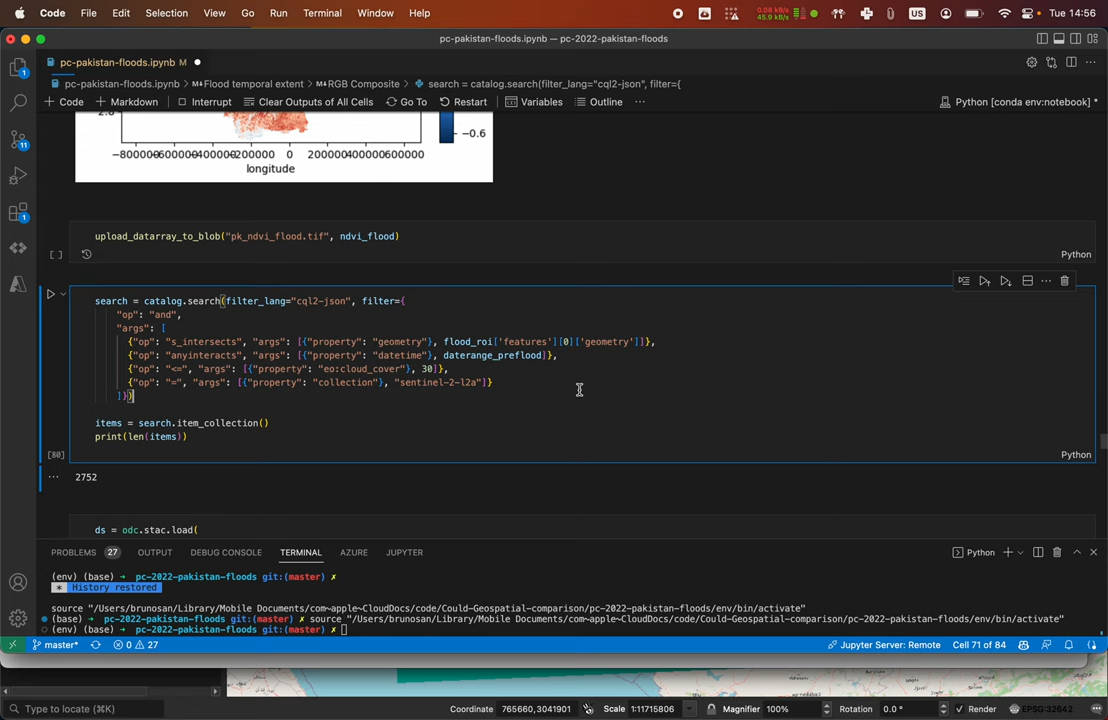 Code File Edit Selection View Go Run Terminal Window Help 0.08 kB/s 45.9 kB/s US Tue 14:56
pc-pakistan-floods.ipynb — pc-2022-pakistan-floods
pc-pakistan-floods.ipynb M
pc-pakistan-floods.ipynb > M↓Flood temporal extent > M↓RGB Composite > search = catalog.search(filter_lang="cql2-json", filter={
+ Code + Markdown Interrupt Clear Outputs of All Cells Go To Restart Variables Outline ... Python [conda env:notebook] *
−0.6
−800000−600000−400000−200000 0 200000400000600000
longitude
upload_datarray_to_blob("pk_ndvi_flood.tif", ndvi_flood)
[ ] Python
search = catalog.search(filter_lang="cql2-json", filter={
"op": "and",
"args": [
{"op": "s_intersects", "args": [{"property": "geometry"}, flood_roi['features'][0]['geometry']]},
{"op": "anyinteracts", "args": [{"property": "datetime"}, daterange_preflood]},
{"op": "<=", "args": [{"property": "eo:cloud_cover"}, 30]},
{"op": "=", "args": [{"property": "collection"}, "sentinel-2-l2a"]}
]})
items = search.item_collection()
print(len(items))
[80] Python
... 2752
ds = odc.stac.load(
PROBLEMS 27 OUTPUT DEBUG CONSOLE TERMINAL AZURE JUPYTER Python
(env) (base) → pc-2022-pakistan-floods git:(master) ✗
* History restored
source "/Users/brunosan/Library/Mobile Documents/com~apple~CloudDocs/code/Could-Geospatial-comparison/pc-2022-pakistan-floods/env/bin/activate"
(base) → pc-2022-pakistan-floods git:(master) ✗ source "/Users/brunosan/Library/Mobile Documents/com~apple~CloudDocs/code/Could-Geospatial-comparison/pc-2022-pakistan-floods/env/bin/activate"
(env) (base) → pc-2022-pakistan-floods git:(master) ✗
master* 0 27 Jupyter Server: Remote Cell 71 of 84
Type to locate (⌘K) Coordinate 765660,3041901 Scale 1:11715806 Magnifier 100% Rotation 0.0 ° Render EPSG:32642